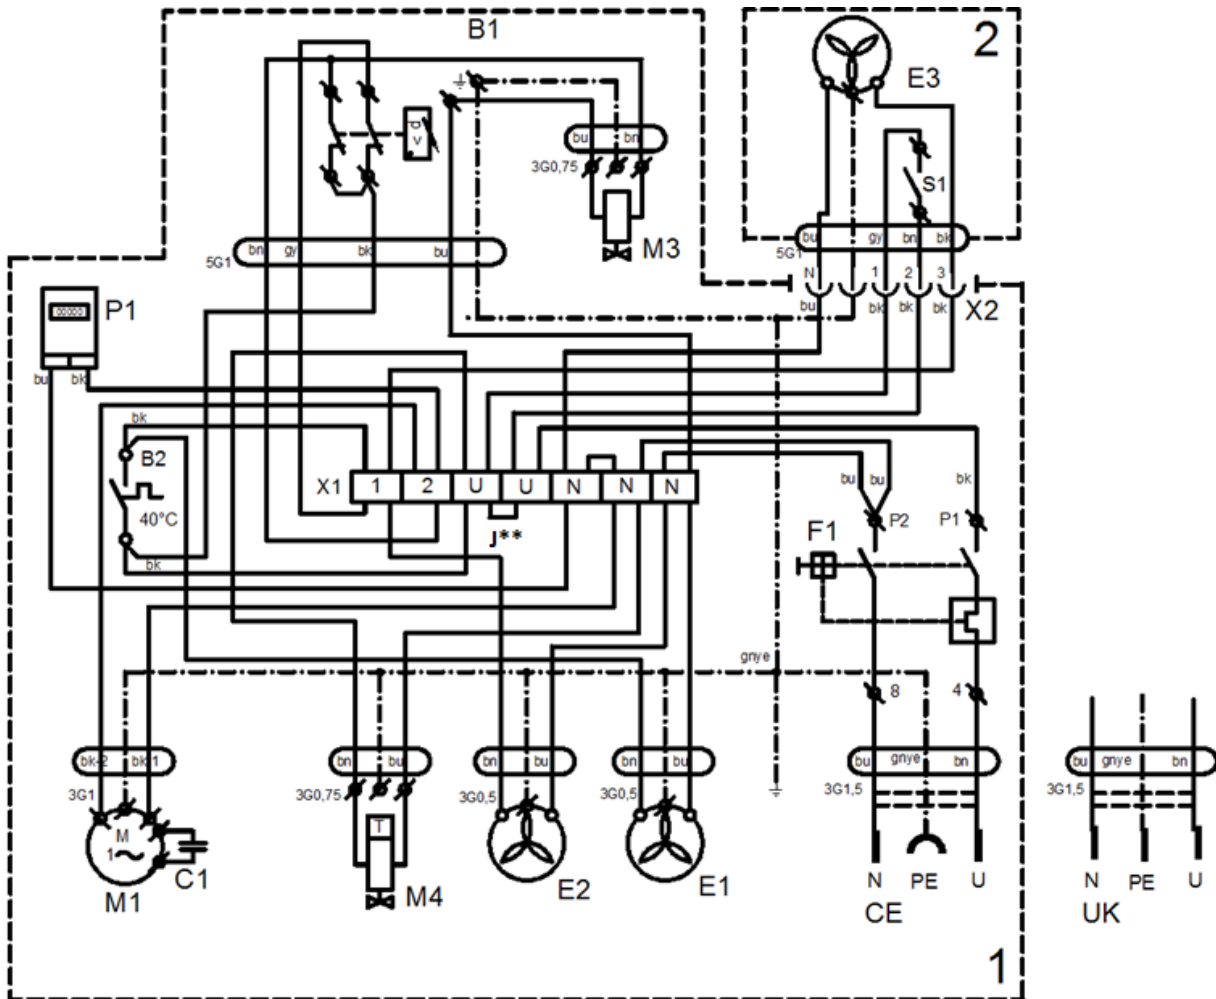 B1
2
E3
bu
bn
d
v
3G0,75
S1
M3
bn
gy
bk
bu
5G1
bu
gy
bn
bk
5G1
N
1
2
3
X2
bu
bk
bk
bk
00000
P1
bu
bk
bk
B2
40°C
bk
X1
1
2
U
U
N
N
N
J**
bu
bu
bk
P2
P1
F1
gnye
8
4
bk-2
bk-1
bn
bu
bn
bu
bn
bu
bu
gnye
bn
bu
gnye
bn
3G1
3G0,75
3G0,5
3G0,5
3G1,5
3G1,5
M
1
T
C1
M1
M4
E2
E1
N
PE
U
CE
N
PE
U
UK
1